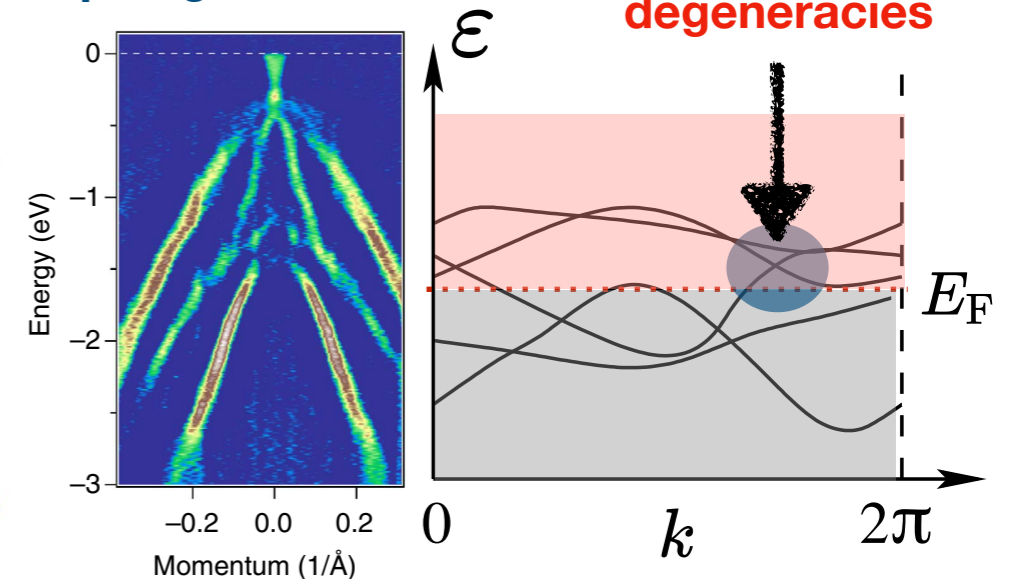 degeneracies
0
−1
−2
−3
Energy (eV)
−0.2 0.0 0.2
Momentum (1/Å)
ε
E_F
0
k
2π